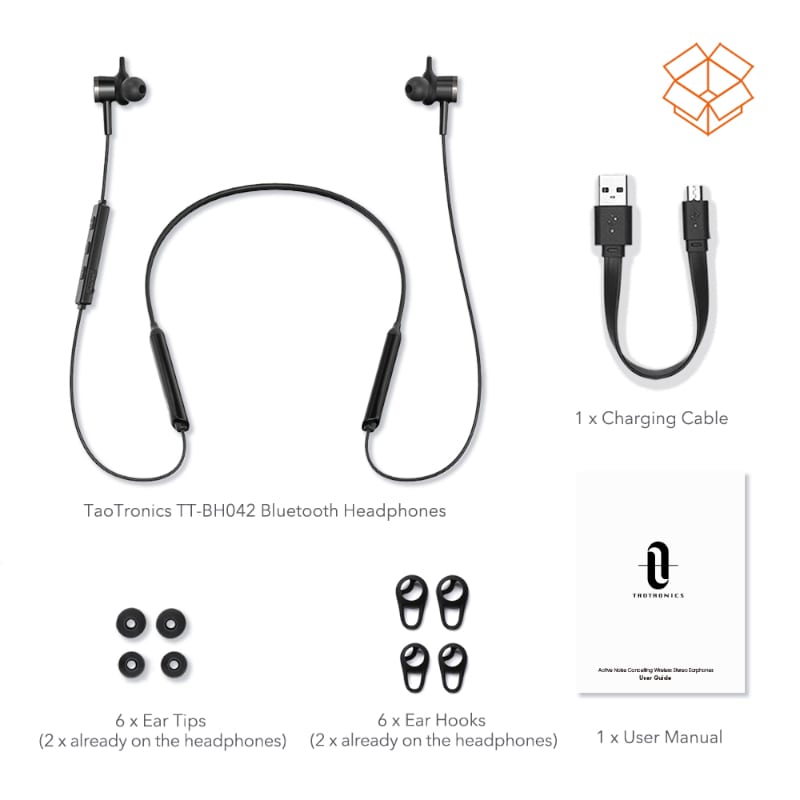 TaoTronics TT-BH042 Bluetooth Headphones
1 x Charging Cable
TAOTRONICS
Active Noise Cancelling Wireless Stereo Earphones
User Guide
6 x Ear Tips
(2 x already on the headphones)
6 x Ear Hooks
(2 x already on the headphones)
1 x User Manual